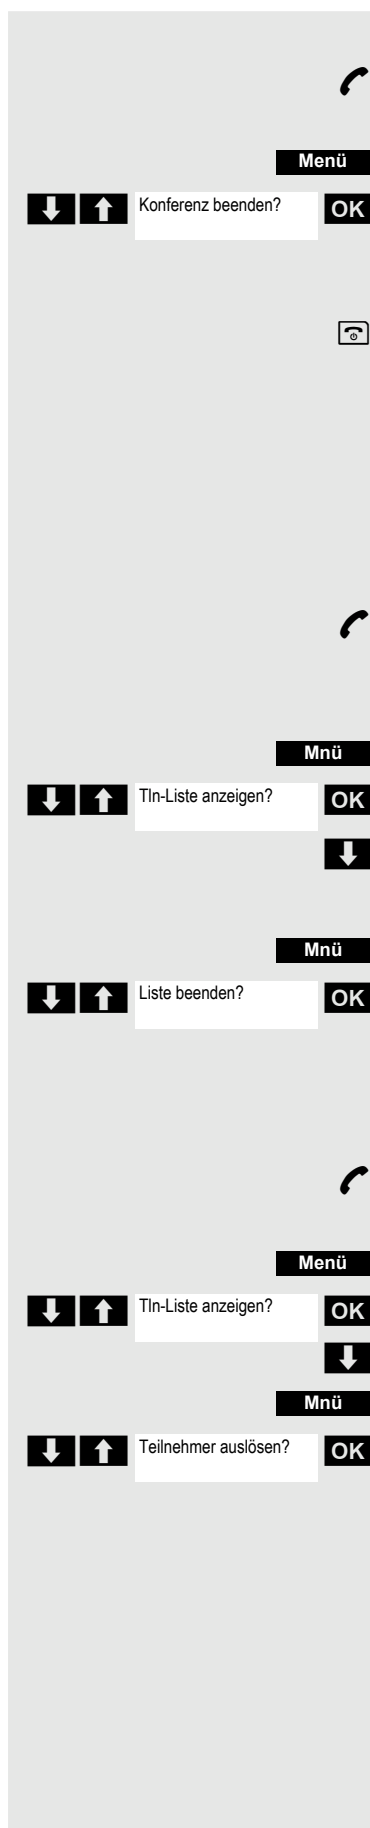 Menü
Konferenz beenden? OK
Mnü
Tln-Liste anzeigen? OK
Mnü
Liste beenden? OK
Menü
Tln-Liste anzeigen? OK
Mnü
Teilnehmer auslösen? OK